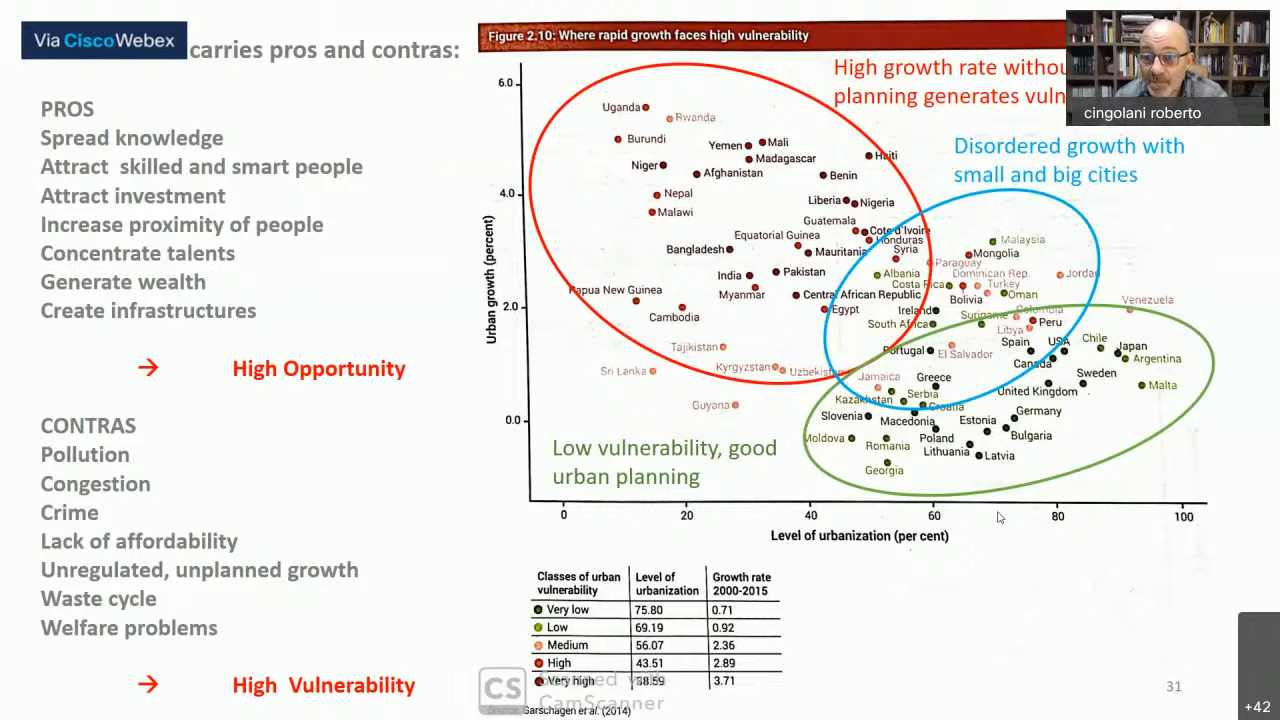 Via CiscoWebex
carries pros and contras:
PROS
Spread knowledge
Attract skilled and smart people
Attract investment
Increase proximity of people
Concentrate talents
Generate wealth
Create infrastructures
→ High Opportunity
CONTRAS
Pollution
Congestion
Crime
Lack of affordability
Unregulated, unplanned growth
Waste cycle
Welfare problems
→ High Vulnerability
Figure 2.10: Where rapid growth faces high vulnerability
High growth rate
planning generates
cingolani roberto
Disordered growth with
small and big cities
Low vulnerability, good
urban planning
Urban growth (percent)
6.0
4.0
2.0
0.0
Uganda
Rwanda
Burundi
Yemen
Mali
Madagascar
Haiti
Niger
Afghanistan
Benin
Nepal
Liberia
Nigeria
Malawi
Guatemala
Cote d'Ivoire
Equatorial Guinea
Honduras
Malaysia
Bangladesh
Mauritania
Syria
Mongolia
Paraguay
India
Pakistan
Albania
Dominican Rep.
Jordan
Costa Rica
Turkey
Papua New Guinea
Myanmar
Central African Republic
Bolivia
Oman
Venezuela
Cambodia
Egypt
Ireland
Suriname
Colombia
South Africa
Libya
Peru
Tajikistan
Portugal
El Salvador
Spain
USA
Chile
Japan
Sri Lanka
Kyrgyzstan
Uzbekistan
Canada
Argentina
Jamaica
Greece
Sweden
Malta
Guyana
Kazakhstan
Serbia
United Kingdom
Croatia
Slovenia
Macedonia
Estonia
Germany
Moldova
Romania
Poland
Bulgaria
Lithuania
Latvia
Georgia
0 20 40 60 80 100
Level of urbanization (per cent)
Classes of urban vulnerability Level of urbanization Growth rate 2000-2015
Very low 75.80 0.71
Low 69.19 0.92
Medium 56.07 2.36
High 43.51 2.89
Very high 38.59 3.71
CS
Scanned with
CamScanner
Source: Garschagen et al. (2014)
31
+42